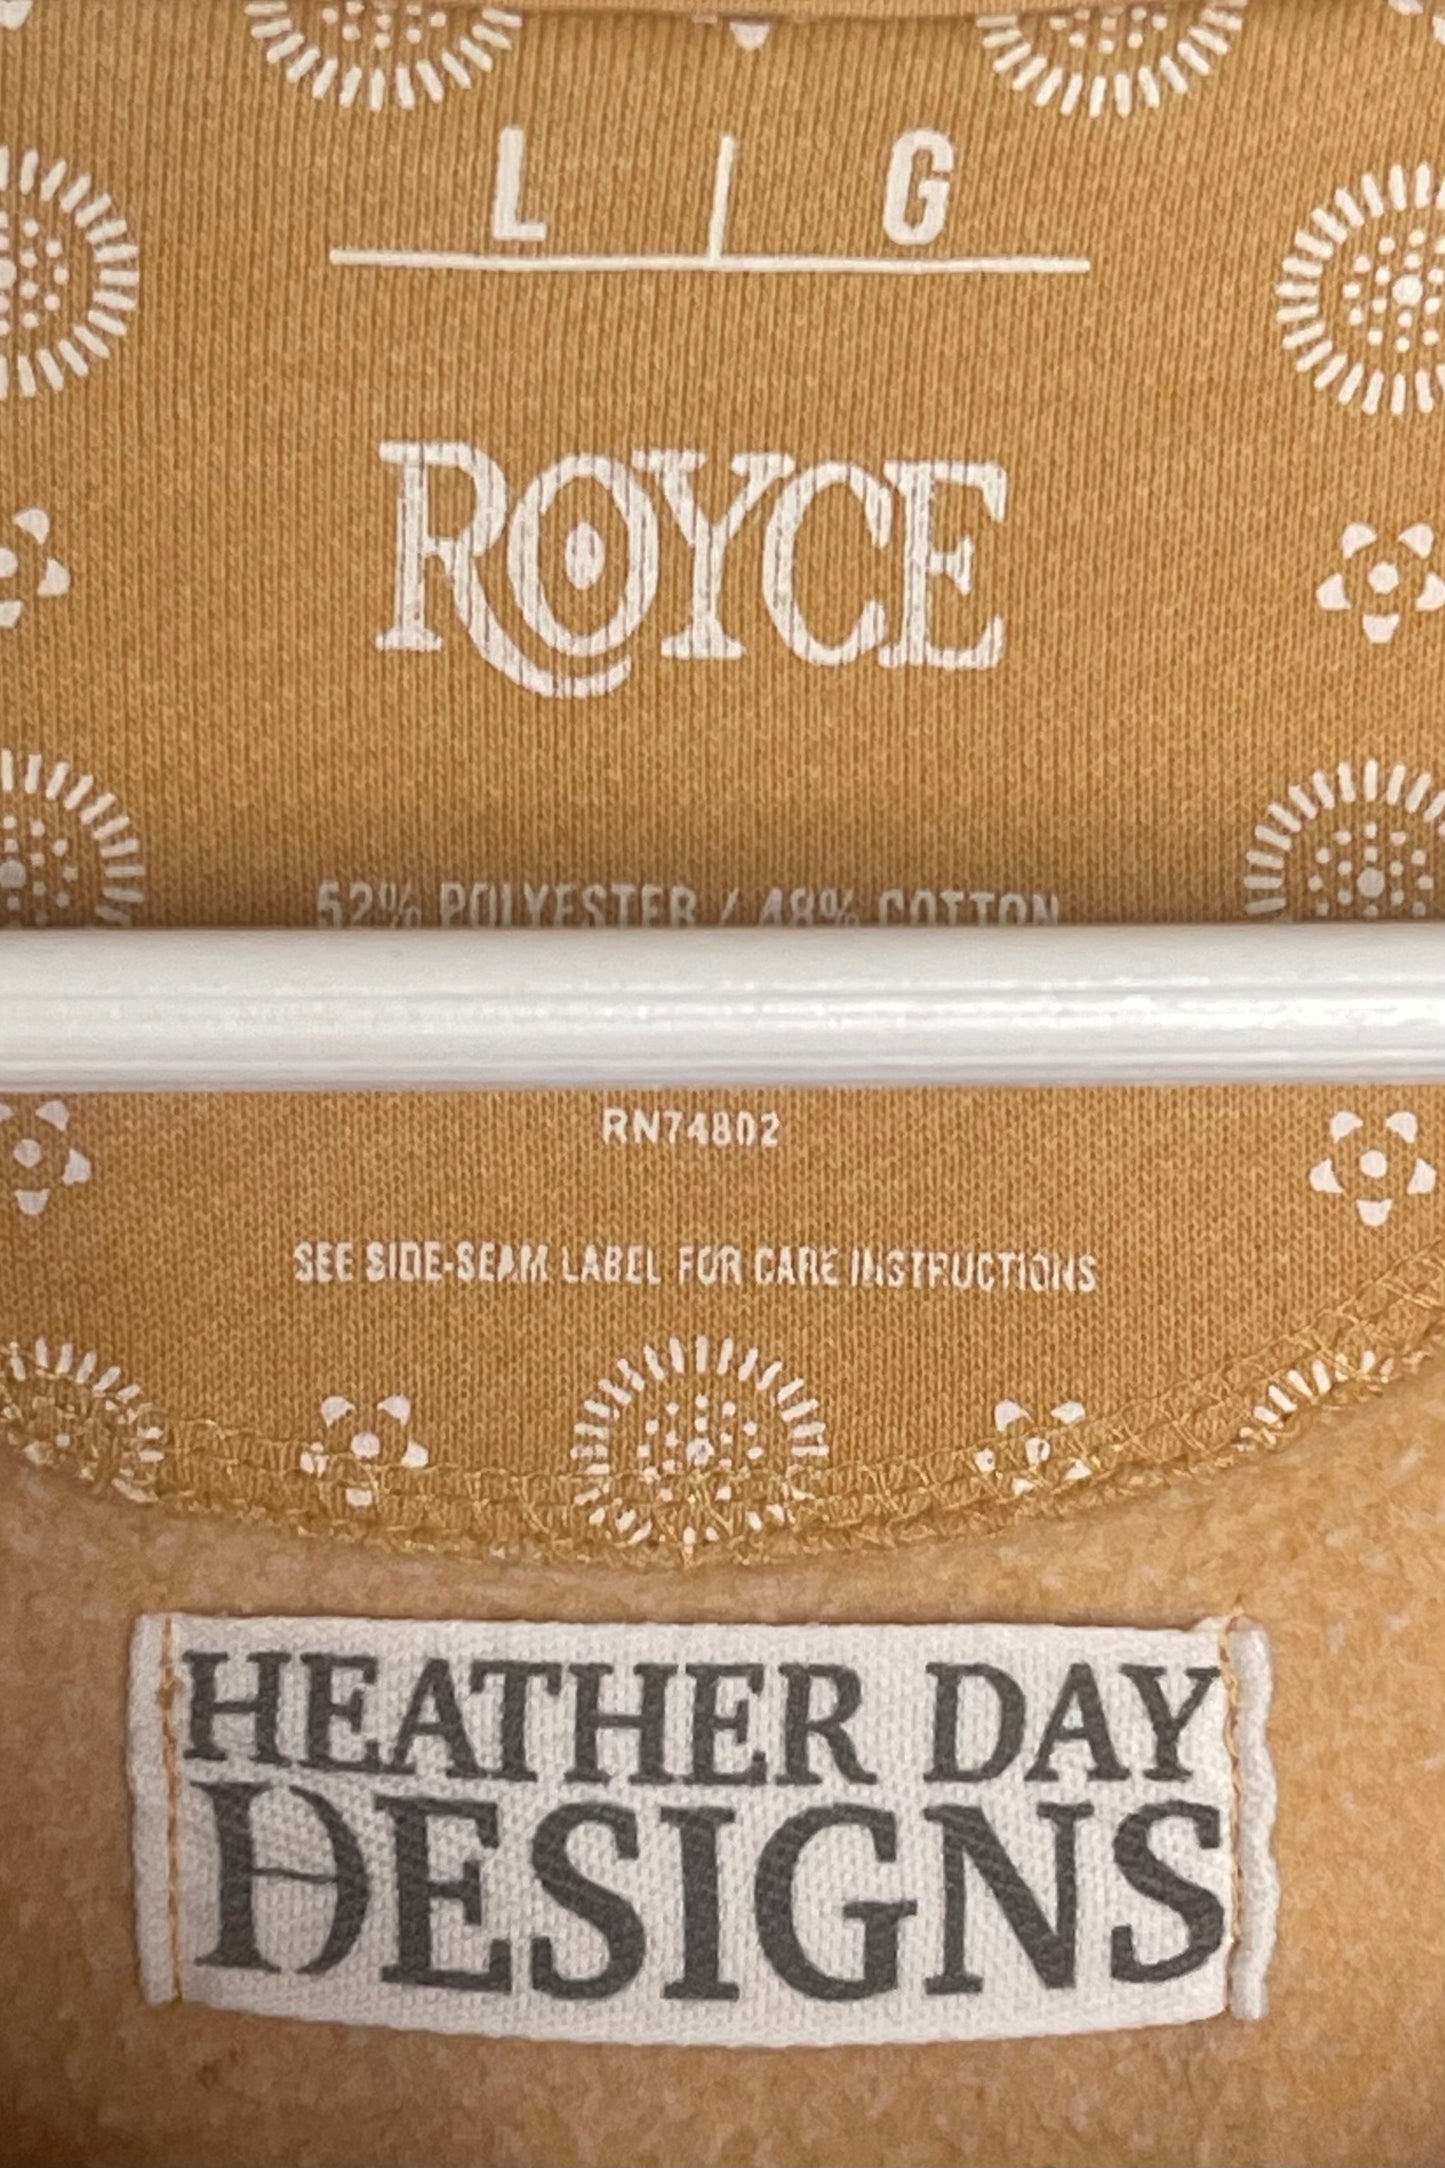 L | G
ROYCE
52% POLYESTER / 48% COTTON
RN74802
SEE SIDE-SEAM LABEL FOR CARE INSTRUCTIONS
HEATHER DAY
DESIGNS